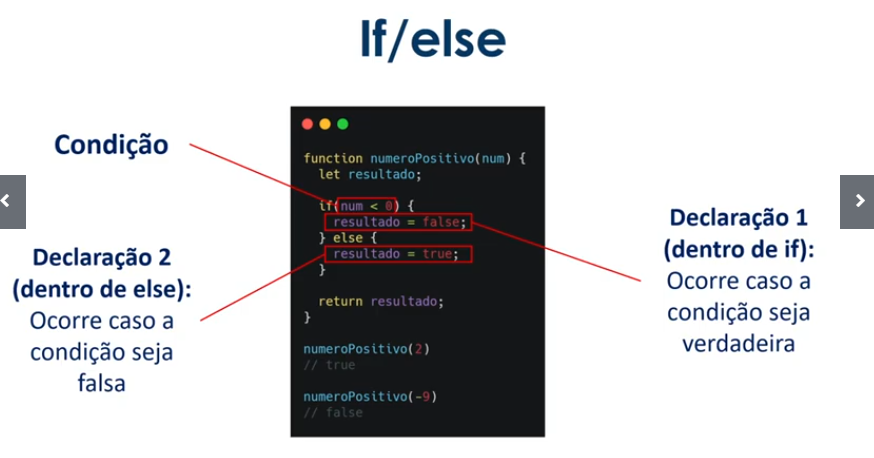 If/else
Condição
function numeroPositivo(num) {
let resultado;
if(num < 0) {
resultado = false;
} else {
resultado = true;
}
return resultado;
}
numeroPositivo(2)
// true
numeroPositivo(-9)
// false
Declaração 2
(dentro de else):
Ocorre caso a
condição seja
falsa
Declaração 1
(dentro de if):
Ocorre caso a
condição seja
verdadeira